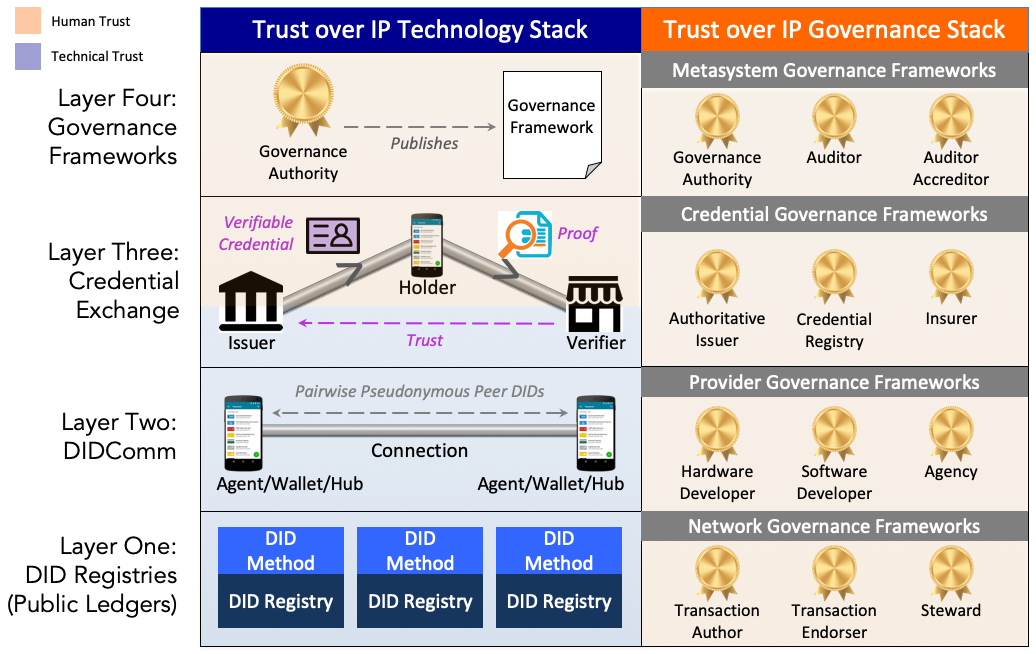 Human Trust
Technical Trust
Trust over IP Technology Stack
Trust over IP Governance Stack
Layer Four:
Governance
Frameworks
Governance
Authority
Publishes
Governance
Framework
Metasystem Governance Frameworks
Governance
Authority
Auditor
Auditor
Accreditor
Layer Three:
Credential
Exchange
Verifiable
Credential
Proof
Holder
Issuer
Trust
Verifier
Credential Governance Frameworks
Authoritative
Issuer
Credential
Registry
Insurer
Layer Two:
DIDComm
Pairwise Pseudonymous Peer DIDs
Connection
Agent/Wallet/Hub
Agent/Wallet/Hub
Provider Governance Frameworks
Hardware
Developer
Software
Developer
Agency
Layer One:
DID Registries
(Public Ledgers)
DID
Method
DID Registry
DID
Method
DID Registry
DID
Method
DID Registry
Network Governance Frameworks
Transaction
Author
Transaction
Endorser
Steward